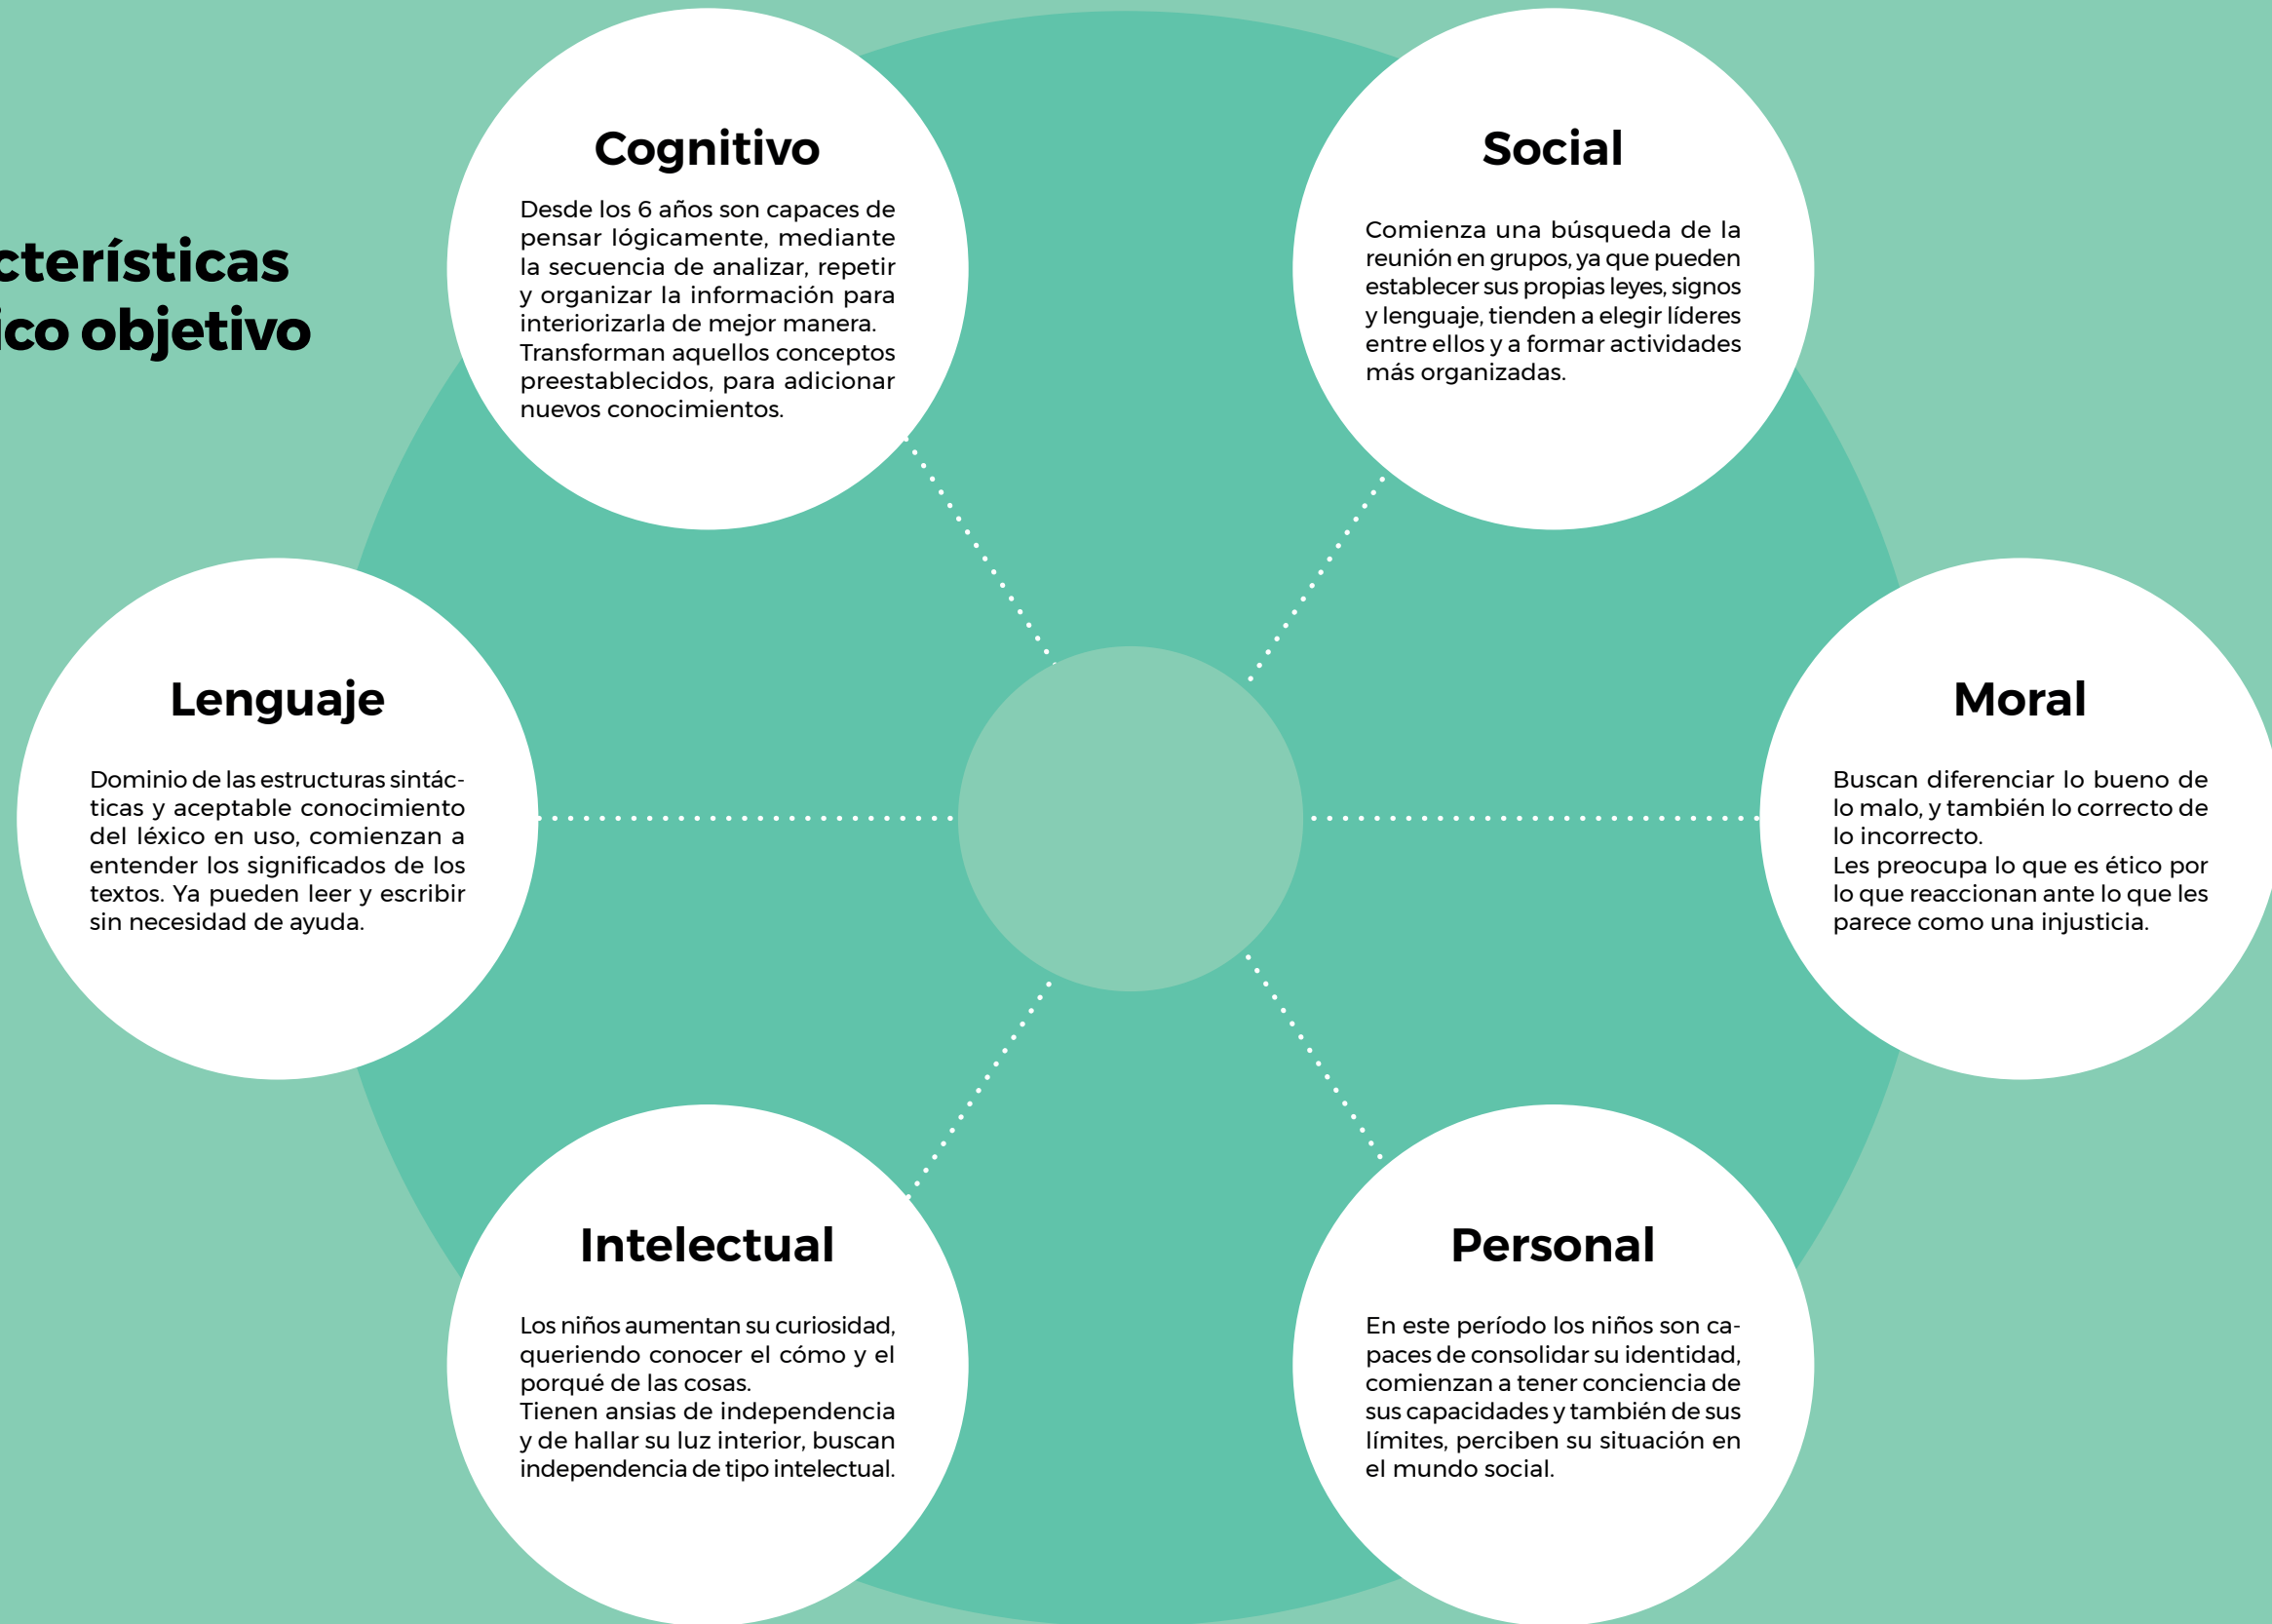 cterísticas
ico objetivo
Cognitivo
Desde los 6 años son capaces de
pensar lógicamente, mediante
la secuencia de analizar, repetir
y organizar la información para
interiorizarla de mejor manera.
Transforman aquellos conceptos
preestablecidos, para adicionar
nuevos conocimientos.
Social
Comienza una búsqueda de la
reunión en grupos, ya que pueden
establecer sus propias leyes, signos
y lenguaje, tienden a elegir líderes
entre ellos y a formar actividades
más organizadas.
Lenguaje
Dominio de las estructuras sintác-
ticas y aceptable conocimiento
del léxico en uso, comienzan a
entender los significados de los
textos. Ya pueden leer y escribir
sin necesidad de ayuda.
Moral
Buscan diferenciar lo bueno de
lo malo, y también lo correcto de
lo incorrecto.
Les preocupa lo que es ético por
lo que reaccionan ante lo que les
parece como una injusticia.
Intelectual
Los niños aumentan su curiosidad,
queriendo conocer el cómo y el
porqué de las cosas.
Tienen ansias de independencia
y de hallar su luz interior, buscan
independencia de tipo intelectual.
Personal
En este período los niños son ca-
paces de consolidar su identidad,
comienzan a tener conciencia de
sus capacidades y también de sus
límites, perciben su situación en
el mundo social.